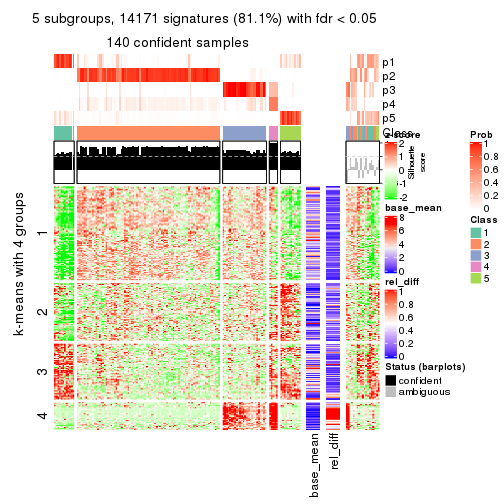 5 subgroups, 14171 signatures (81.1%) with fdr < 0.05
140 confident samples
p1
p2
p3
p4
p5
Class
z-score
2
1
0
-1
-2
Silhouette
score
Prob
1
0.8
0.6
0.4
0.2
0
Class
1
2
3
4
5
base_mean
8
6
4
2
0
rel_diff
1
0.8
0.6
0.4
0.2
0
Status (barplots)
confident
ambiguous
k-means with 4 groups
1
2
3
4
base_mean
rel_diff